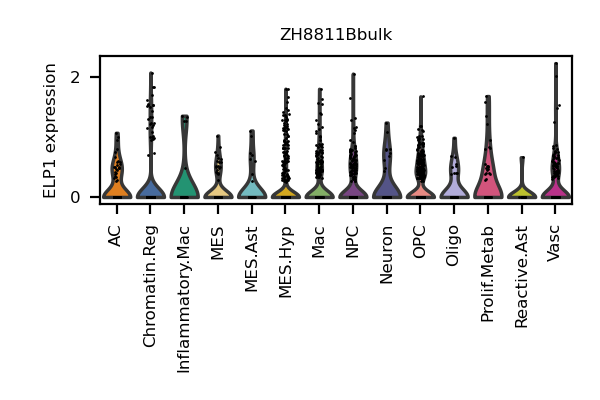 ZH8811Bbulk
ELP1 expression
2
0
AC
Chromatin.Reg
Inflammatory.Mac
MES
MES.Ast
MES.Hyp
Mac
NPC
Neuron
OPC
Oligo
Prolif.Metab
Reactive.Ast
Vasc